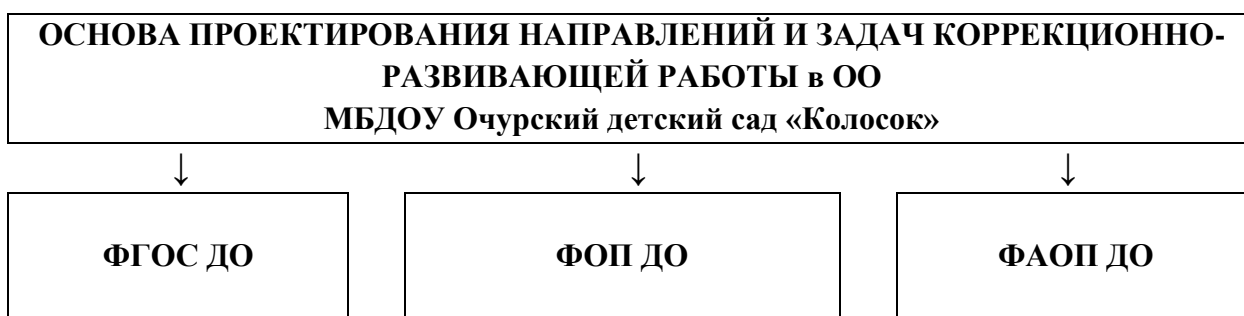 ОСНОВА ПРОЕКТИРОВАНИЯ НАПРАВЛЕНИЙ И ЗАДАЧ КОРРЕКЦИОННО-
РАЗВИВАЮЩЕЙ РАБОТЫ в ОО
МБДОУ Очурский детский сад «Колосок»
↓ ↓ ↓
ФГОС ДО
ФОП ДО
ФАОП ДО